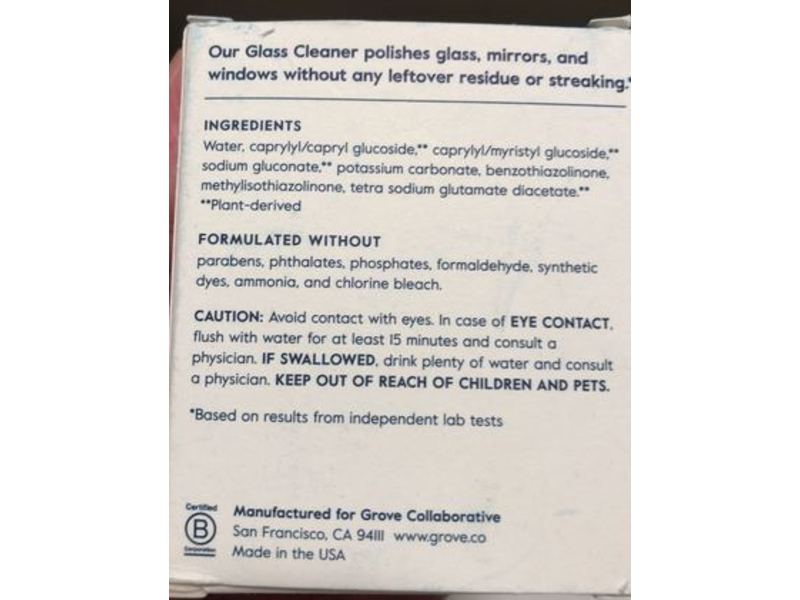 Our Glass Cleaner polishes glass, mirrors, and
windows without any leftover residue or streaking.*
INGREDIENTS
Water, caprylyl/capryl glucoside,** caprylyl/myristyl glucoside,**
sodium gluconate,** potassium carbonate, benzothiazolinone,
methylisothiazolinone, tetra sodium glutamate diacetate.**
**Plant-derived
FORMULATED WITHOUT
parabens, phthalates, phosphates, formaldehyde, synthetic
dyes, ammonia, and chlorine bleach.
CAUTION: Avoid contact with eyes. In case of EYE CONTACT,
flush with water for at least 15 minutes and consult a
physician. IF SWALLOWED, drink plenty of water and consult
a physician. KEEP OUT OF REACH OF CHILDREN AND PETS.
*Based on results from independent lab tests
Certified
B
Corporation
Manufactured for Grove Collaborative
San Francisco, CA 94111 www.grove.co
Made in the USA